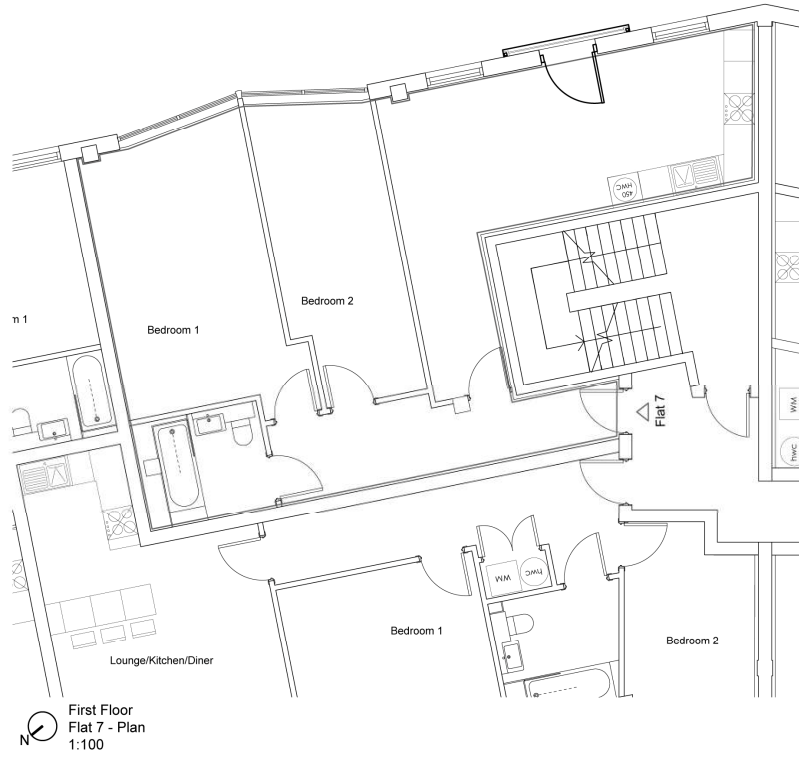 HWC
450
m 1
Bedroom 1
Bedroom 2
Flat 7
WM
hwc
WM
hwc
Bedroom 1
Bedroom 2
Lounge/Kitchen/Diner
First Floor
Flat 7 - Plan
1:100
N